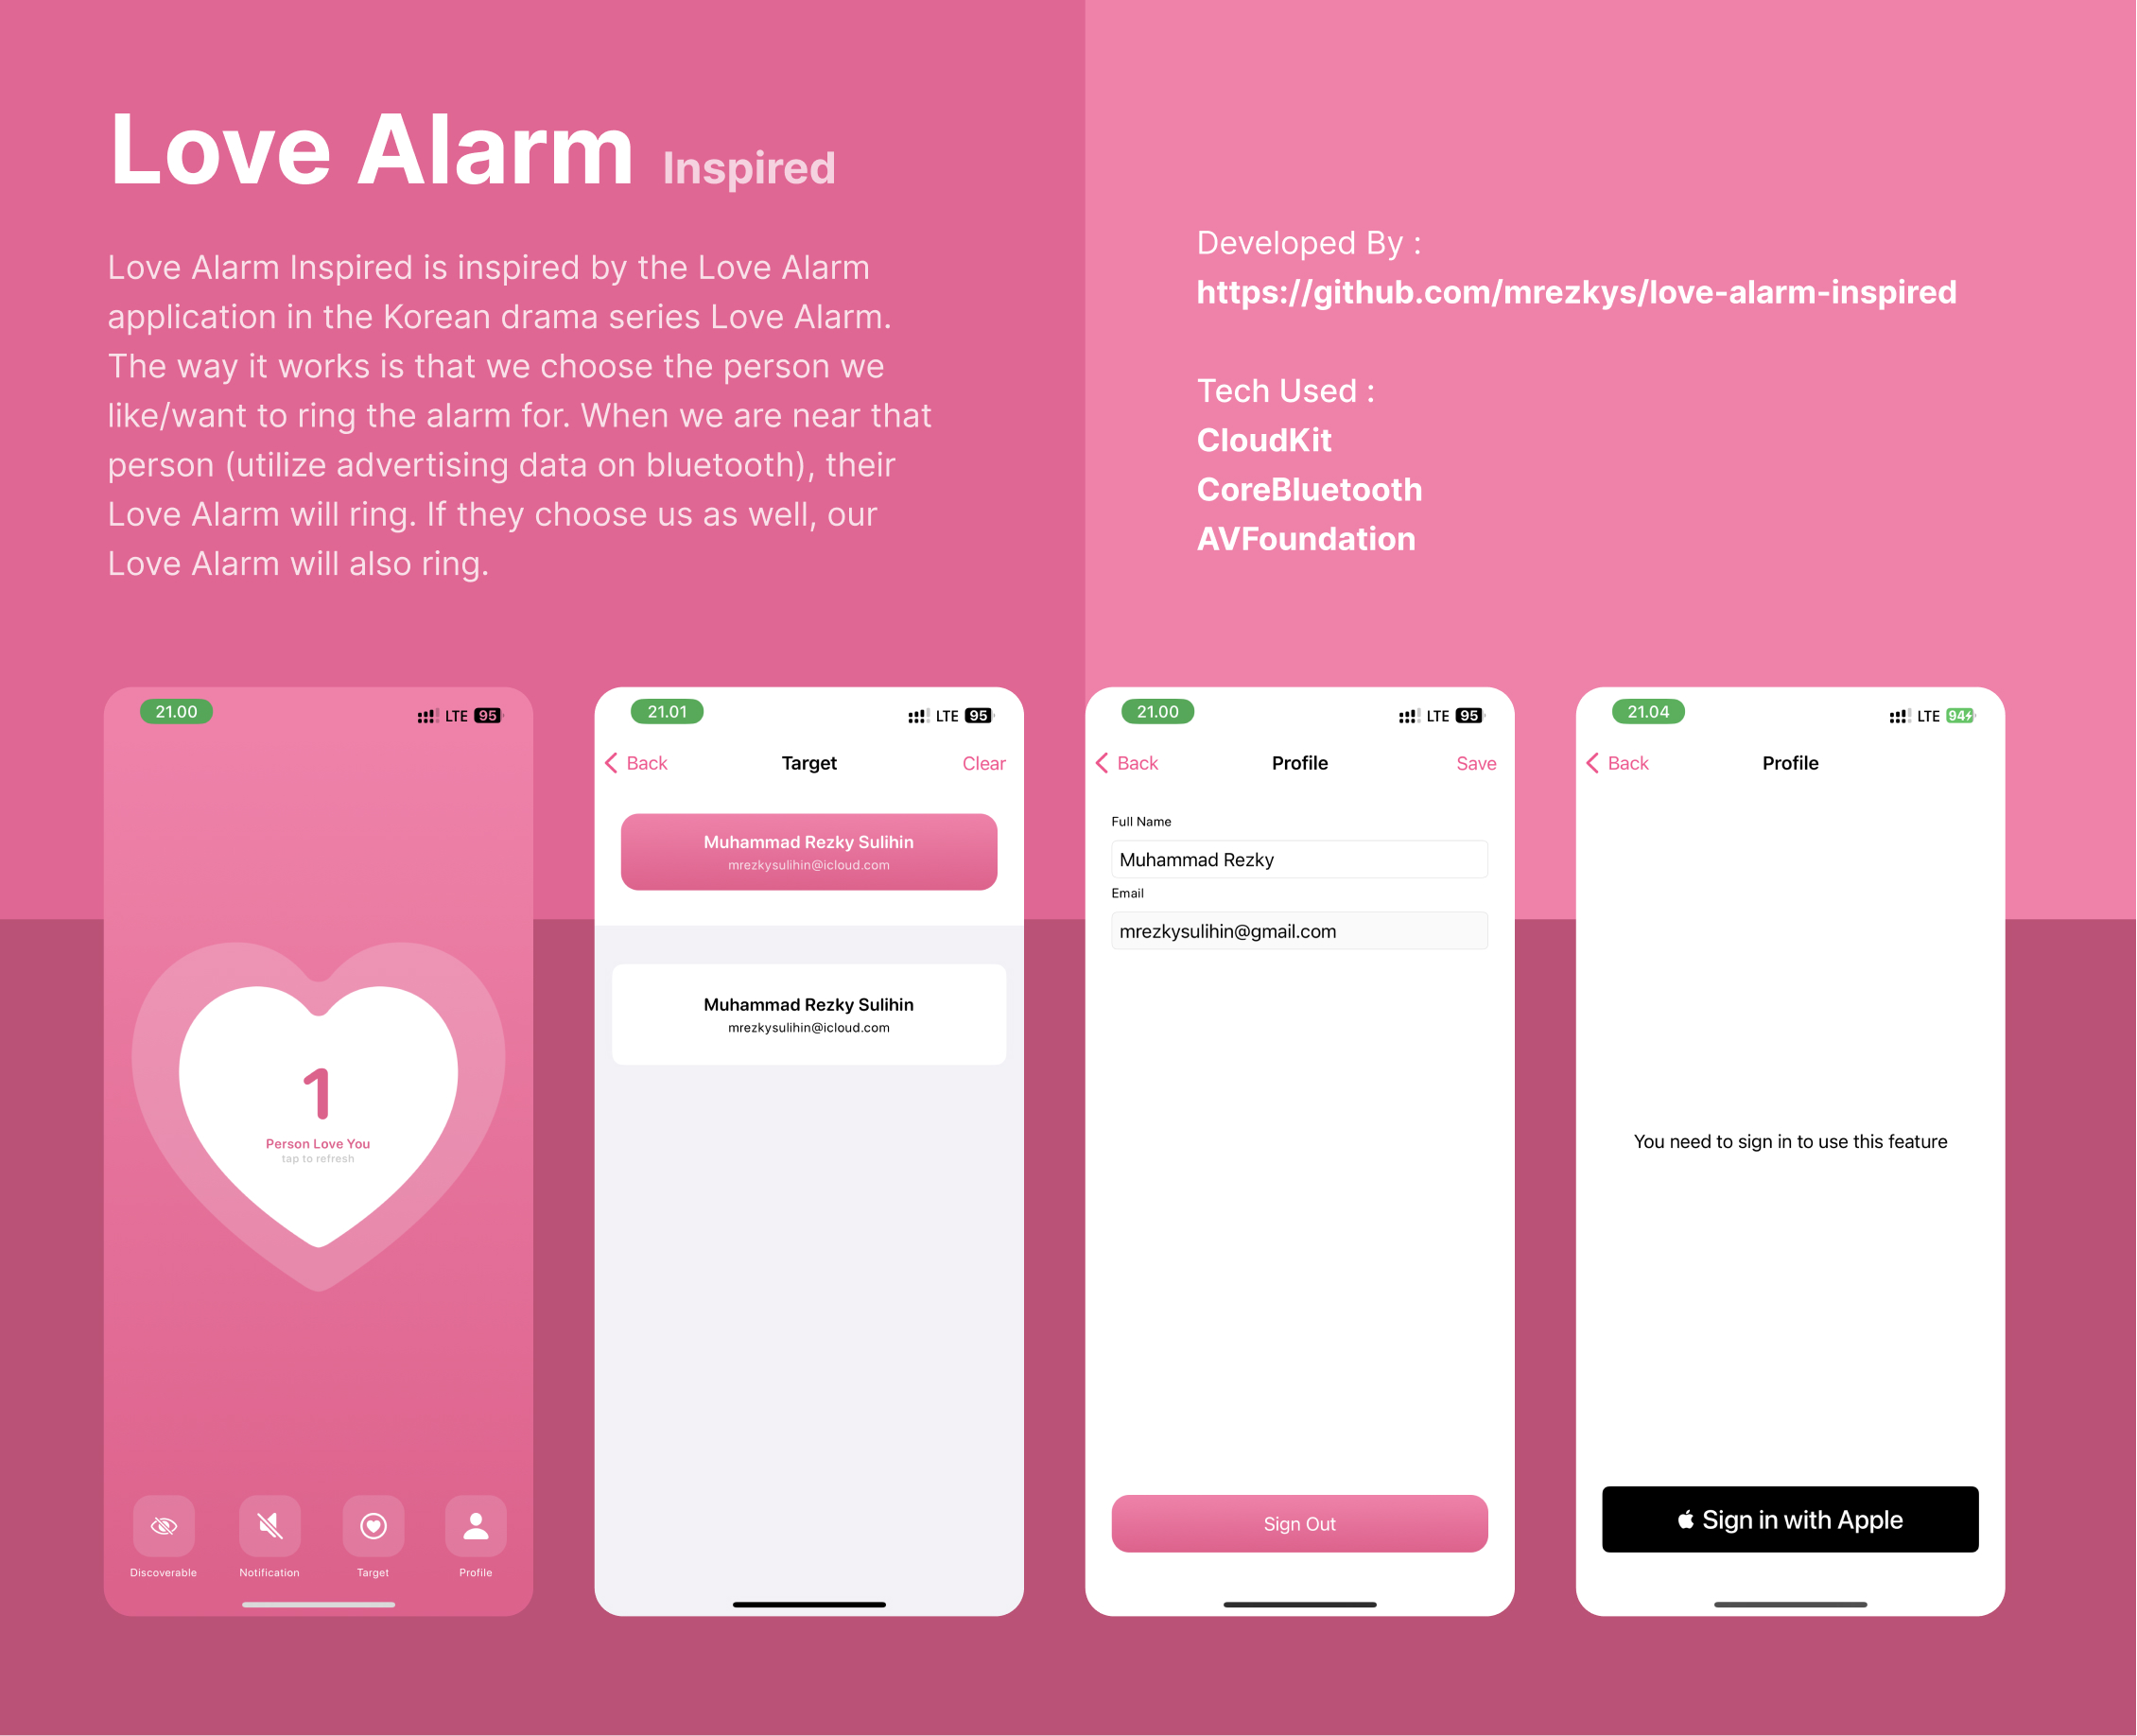 Love Alarm Inspired
Love Alarm Inspired is inspired by the Love Alarm
application in the Korean drama series Love Alarm.
The way it works is that we choose the person we
like/want to ring the alarm for. When we are near that
person (utilize advertising data on bluetooth), their
Love Alarm will ring. If they choose us as well, our
Love Alarm will also ring.
Developed By :
https://github.com/mrezkys/love-alarm-inspired
Tech Used :
CloudKit
CoreBluetooth
AVFoundation
21.00 LTE 95
1
Person Love You
tap to refresh
Discoverable Notification Target Profile
21.01 LTE 95
Back Target Clear
Muhammad Rezky Sulihin
mrezkysulihin@icloud.com
Muhammad Rezky Sulihin
mrezkysulihin@icloud.com
21.00 LTE 95
Back Profile Save
Full Name
Muhammad Rezky
Email
mrezkysulihin@gmail.com
Sign Out
21.04 LTE 94
Back Profile
You need to sign in to use this feature
Sign in with Apple